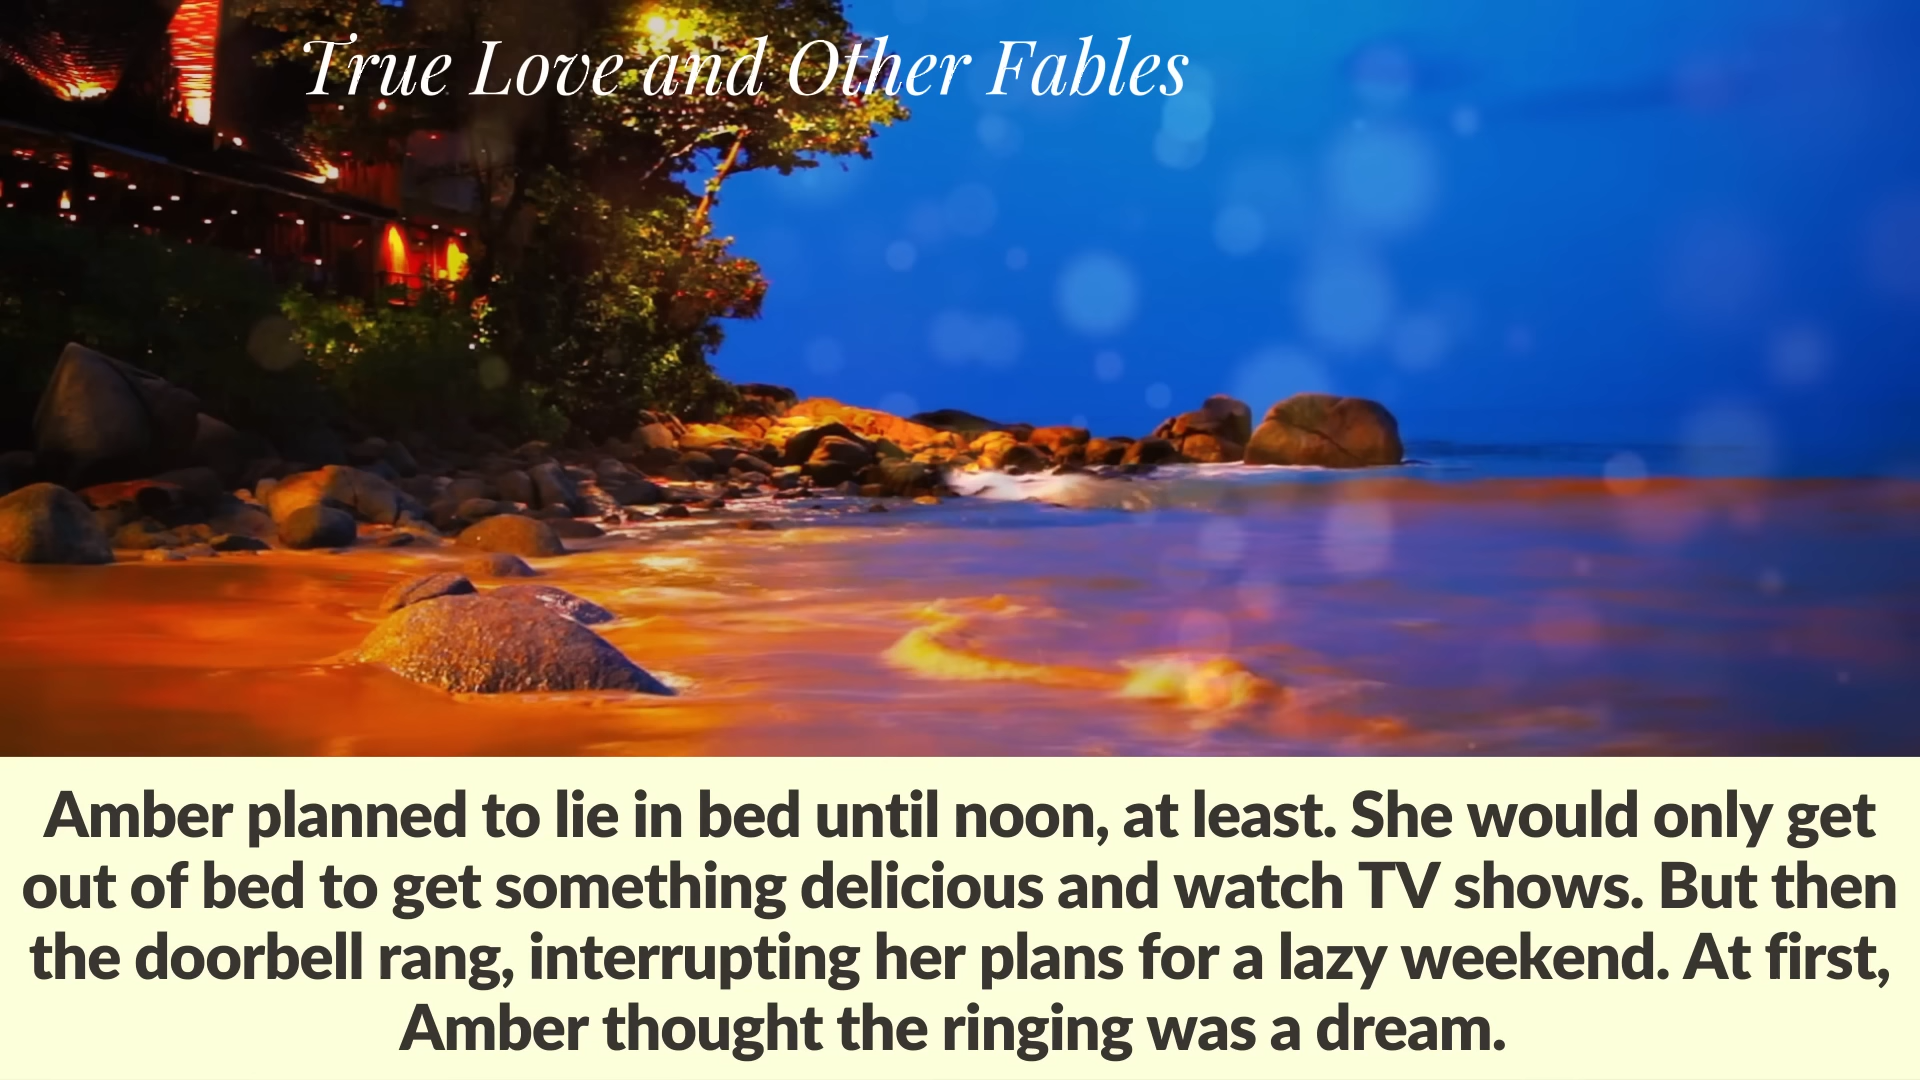 True Love and Other Fables
Amber planned to lie in bed until noon, at least. She would only get
out of bed to get something delicious and watch TV shows. But then
the doorbell rang, interrupting her plans for a lazy weekend. At first,
Amber thought the ringing was a dream.